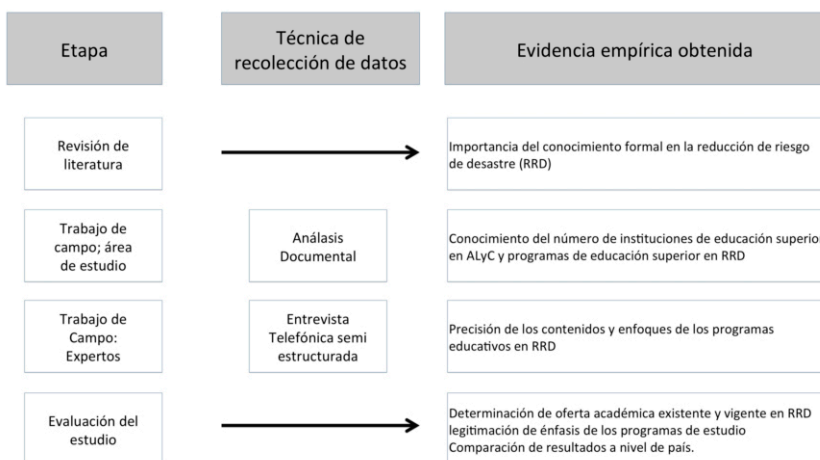 Etapa
Técnica de
recolección de datos
Evidencia empírica obtenida
Revisión de
literatura
Importancia del conocimiento formal en la reducción de riesgo
de desastre (RRD)
Trabajo de
campo; área
de estudio
Análasis
Documental
Conocimiento del número de instituciones de educación superior
en ALyC y programas de educación superior en RRD
Trabajo de
Campo:
Expertos
Entrevista
Telefónica semi
estructurada
Precisión de los contenidos y enfoques de los programas
educativos en RRD
Evaluación del
estudio
Determinación de oferta académica existente y vigente en RRD
legitimación de énfasis de los programas de estudio
Comparación de resultados a nivel de país.